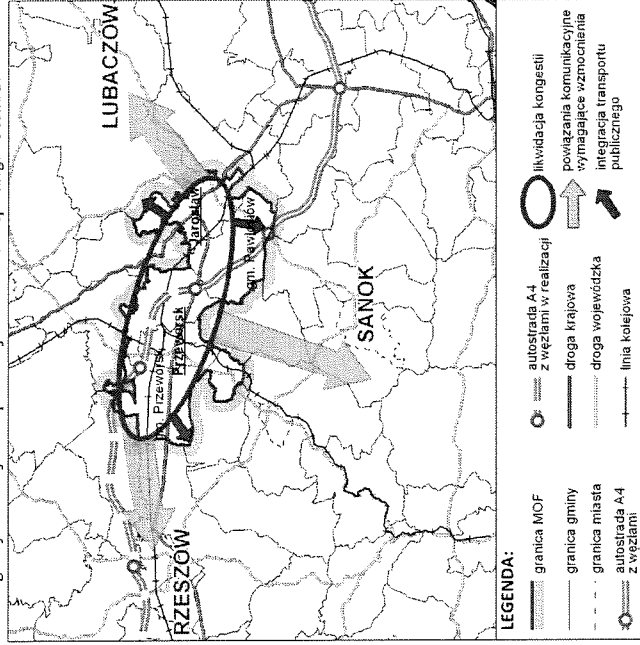 LUBACZÓW
Jarosław
gm. Pawłosiów
Przeworsk
Przeworsk
RZESZÓW
SANOK
LEGENDA:
granica MOF
granica gminy
granica miasta
autostrada A4
z węzłami
autostrada A4
z węzłami w realizacji
droga krajowa
droga wojewódzka
linia kolejowa
likwidacja kongestii
powiązania komunikacyjne
wymagające wzmocnienia
integracja transportu
publicznego